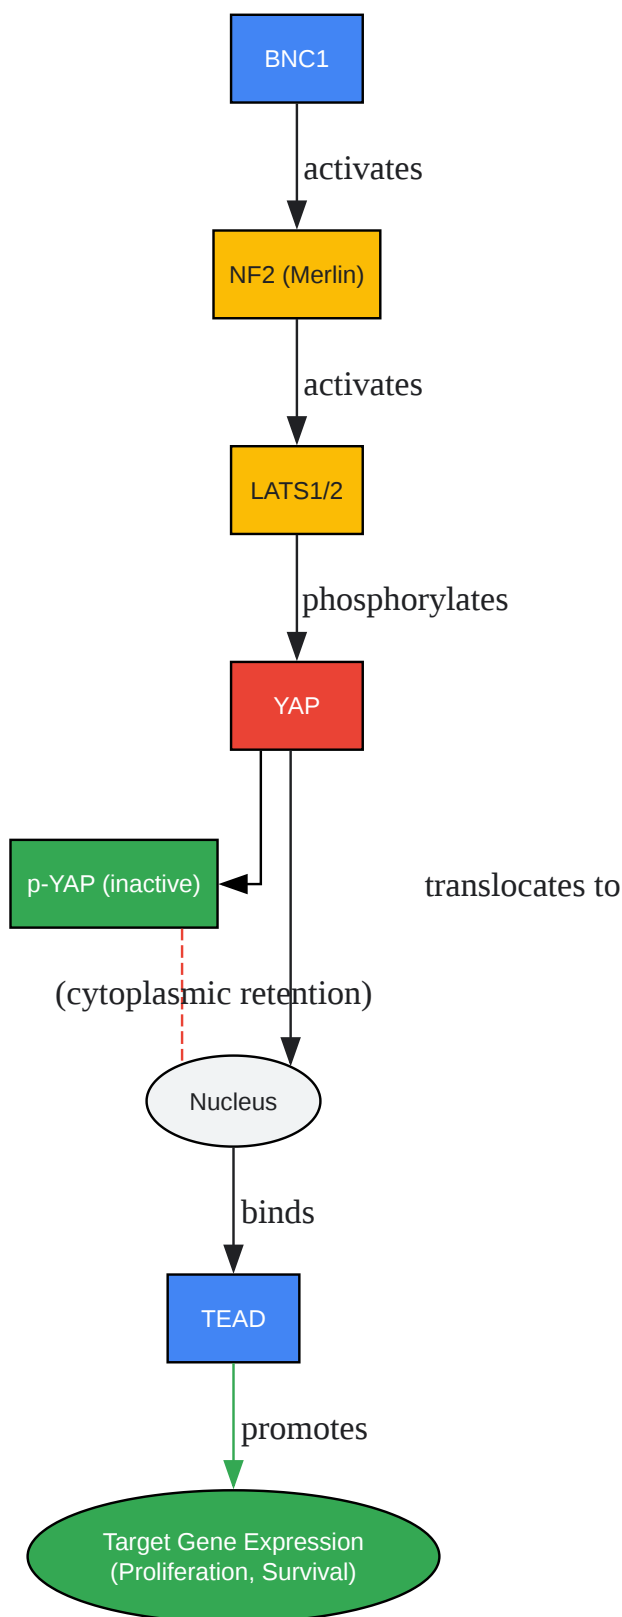 BNC1
activates
NF2 (Merlin)
activates
LATS1/2
phosphorylates
YAP
p-YAP (inactive)
translocates to
(cytoplasmic retention)
Nucleus
binds
TEAD
promotes
Target Gene Expression
(Proliferation, Survival)